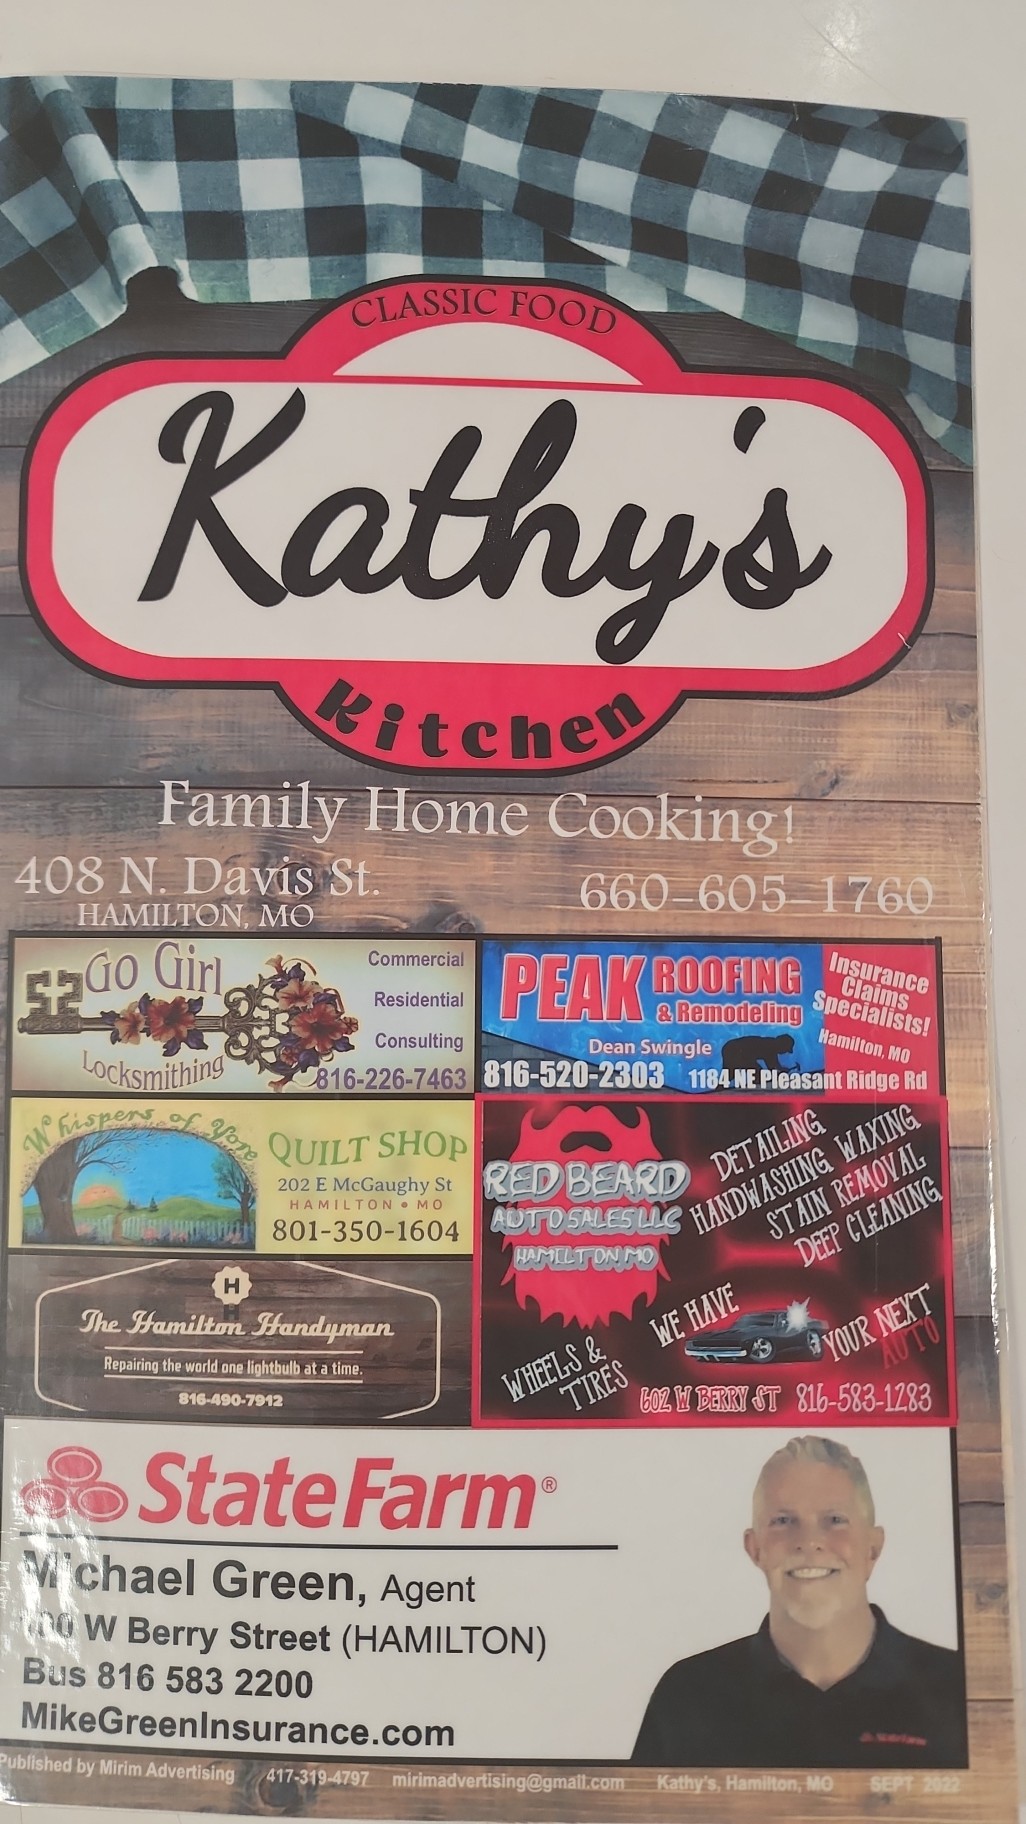 CLASSIC FOOD
Kathy's
Kitchen
Family Home Cooking!
408 N. Davis St.
HAMILTON, MO
660-605-1760
Go Girl
Locksmithing
Commercial
Residential
Consulting
816-226-7463
PEAK ROOFING
& Remodeling
Insurance
Claims
Specialists!
Hamilton, MO
Dean Swingle
816-520-2303 1184 NE Pleasant Ridge Rd
Whispers of Yore
QUILT SHOP
202 E McGaughy St
HAMILTON • MO
801-350-1604
RED BEARD
AUTO SALES LLC
HAMILTON, MO
DETAILING
HANDWASHING WAXING
STAIN REMOVAL
DEEP CLEANING
WE HAVE
YOUR NEXT
AUTO
WHEELS &
TIRES
602 W BERRY ST 816-583-1283
H
The Hamilton Handyman
Repairing the world one lightbulb at a time.
816-490-7912
StateFarm®
Michael Green, Agent
W Berry Street (HAMILTON)
Bus 816 583 2200
MikeGreenInsurance.com
Published by Mirim Advertising 417-319-4797 mirimadvertising@gmail.com Kathy's, Hamilton, MO SEPT 2022